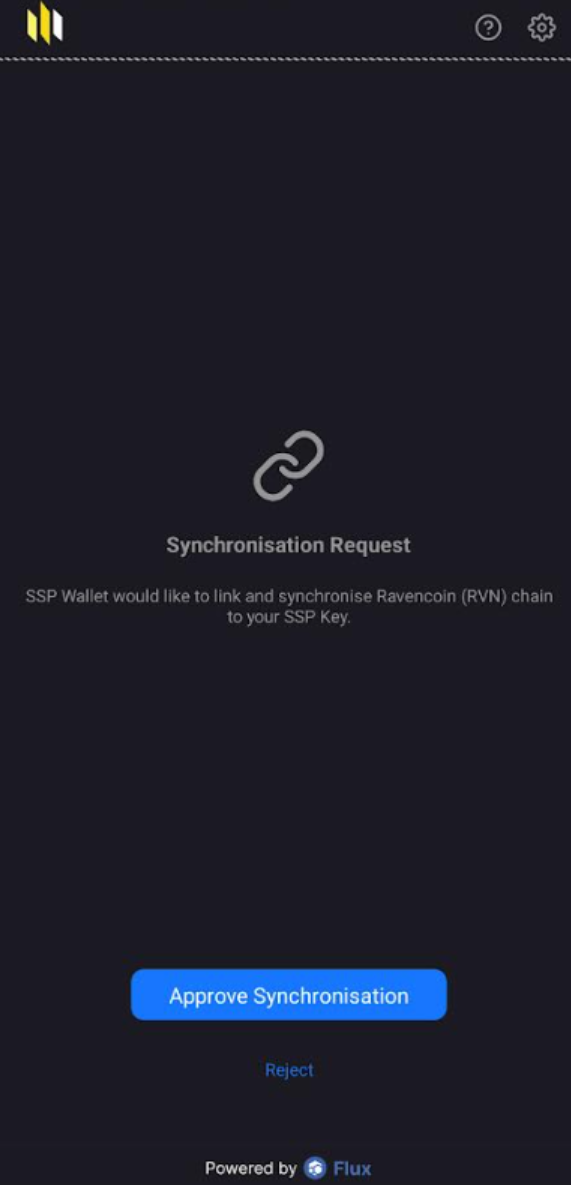 Synchronisation Request
SSP Wallet would like to link and synchronise Ravencoin (RVN) chain
to your SSP Key.
Approve Synchronisation
Reject
Powered by Flux